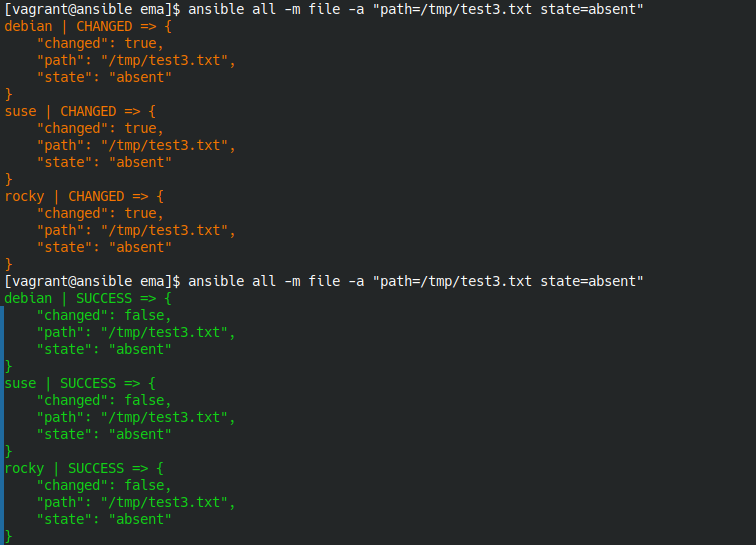 [vagrant@ansible ema]$ ansible all -m file -a "path=/tmp/test3.txt state=absent"
debian | CHANGED => {
    "changed": true,
    "path": "/tmp/test3.txt",
    "state": "absent"
}
suse | CHANGED => {
    "changed": true,
    "path": "/tmp/test3.txt",
    "state": "absent"
}
rocky | CHANGED => {
    "changed": true,
    "path": "/tmp/test3.txt",
    "state": "absent"
}
[vagrant@ansible ema]$ ansible all -m file -a "path=/tmp/test3.txt state=absent"
debian | SUCCESS => {
    "changed": false,
    "path": "/tmp/test3.txt",
    "state": "absent"
}
suse | SUCCESS => {
    "changed": false,
    "path": "/tmp/test3.txt",
    "state": "absent"
}
rocky | SUCCESS => {
    "changed": false,
    "path": "/tmp/test3.txt",
    "state": "absent"
}